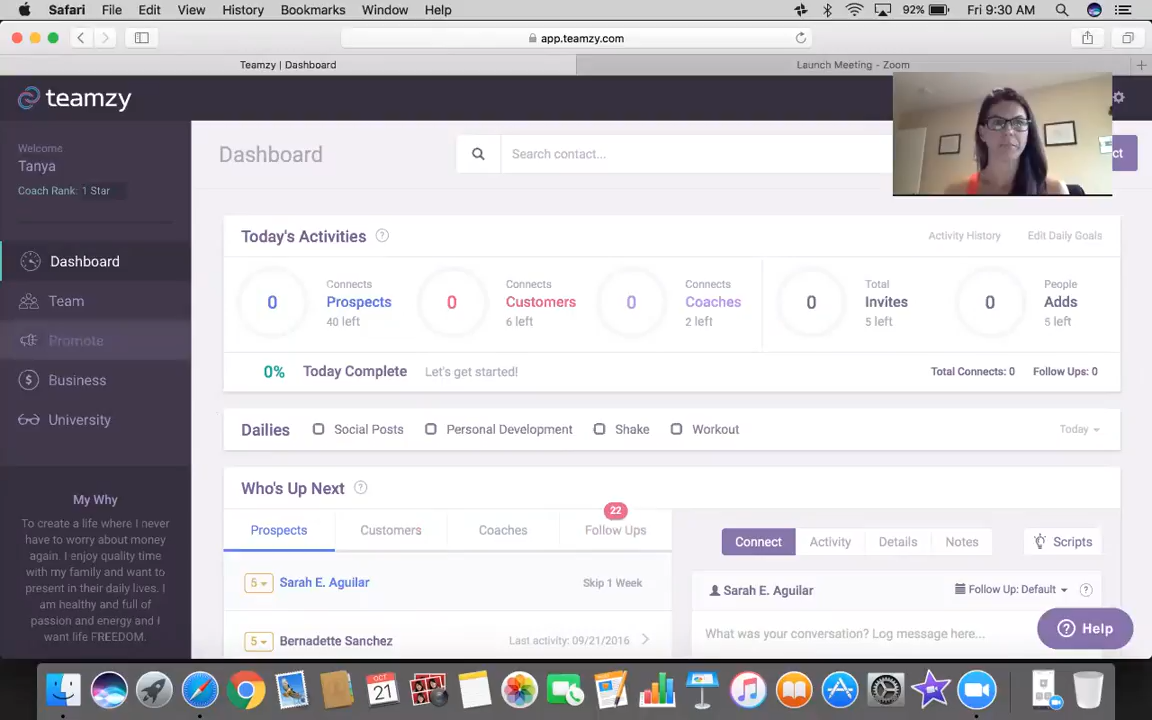 Safari File Edit View History Bookmarks Window Help 92% Fri 9:30 AM
app.teamzy.com
Teamzy | Dashboard Launch Meeting - Zoom
teamzy
Welcome
Tanya
Coach Rank: 1 Star
Dashboard
Team
Promote
Business
University
My Why
To create a life where I never
have to worry about money
again. I enjoy quality time
with my family and want to
present in their daily lives. I
am healthy and full of
passion and energy and I
want life FREEDOM.
Dashboard
Search contact...
Today's Activities ? Activity History Edit Daily Goals
0 Connects Prospects 40 left
0 Connects Customers 6 left
0 Connects Coaches 2 left
0 Total Invites 5 left
0 People Adds 5 left
0% Today Complete Let's get started! Total Connects: 0 Follow Ups: 0
Dailies Social Posts Personal Development Shake Workout Today
Who's Up Next ?
22
Prospects Customers Coaches Follow Ups
5 Sarah E. Aguilar Skip 1 Week
5 Bernadette Sanchez Last activity: 09/21/2016
Connect Activity Details Notes Scripts
Sarah E. Aguilar Follow Up: Default ?
What was your conversation? Log message here...
? Help
OCT
21